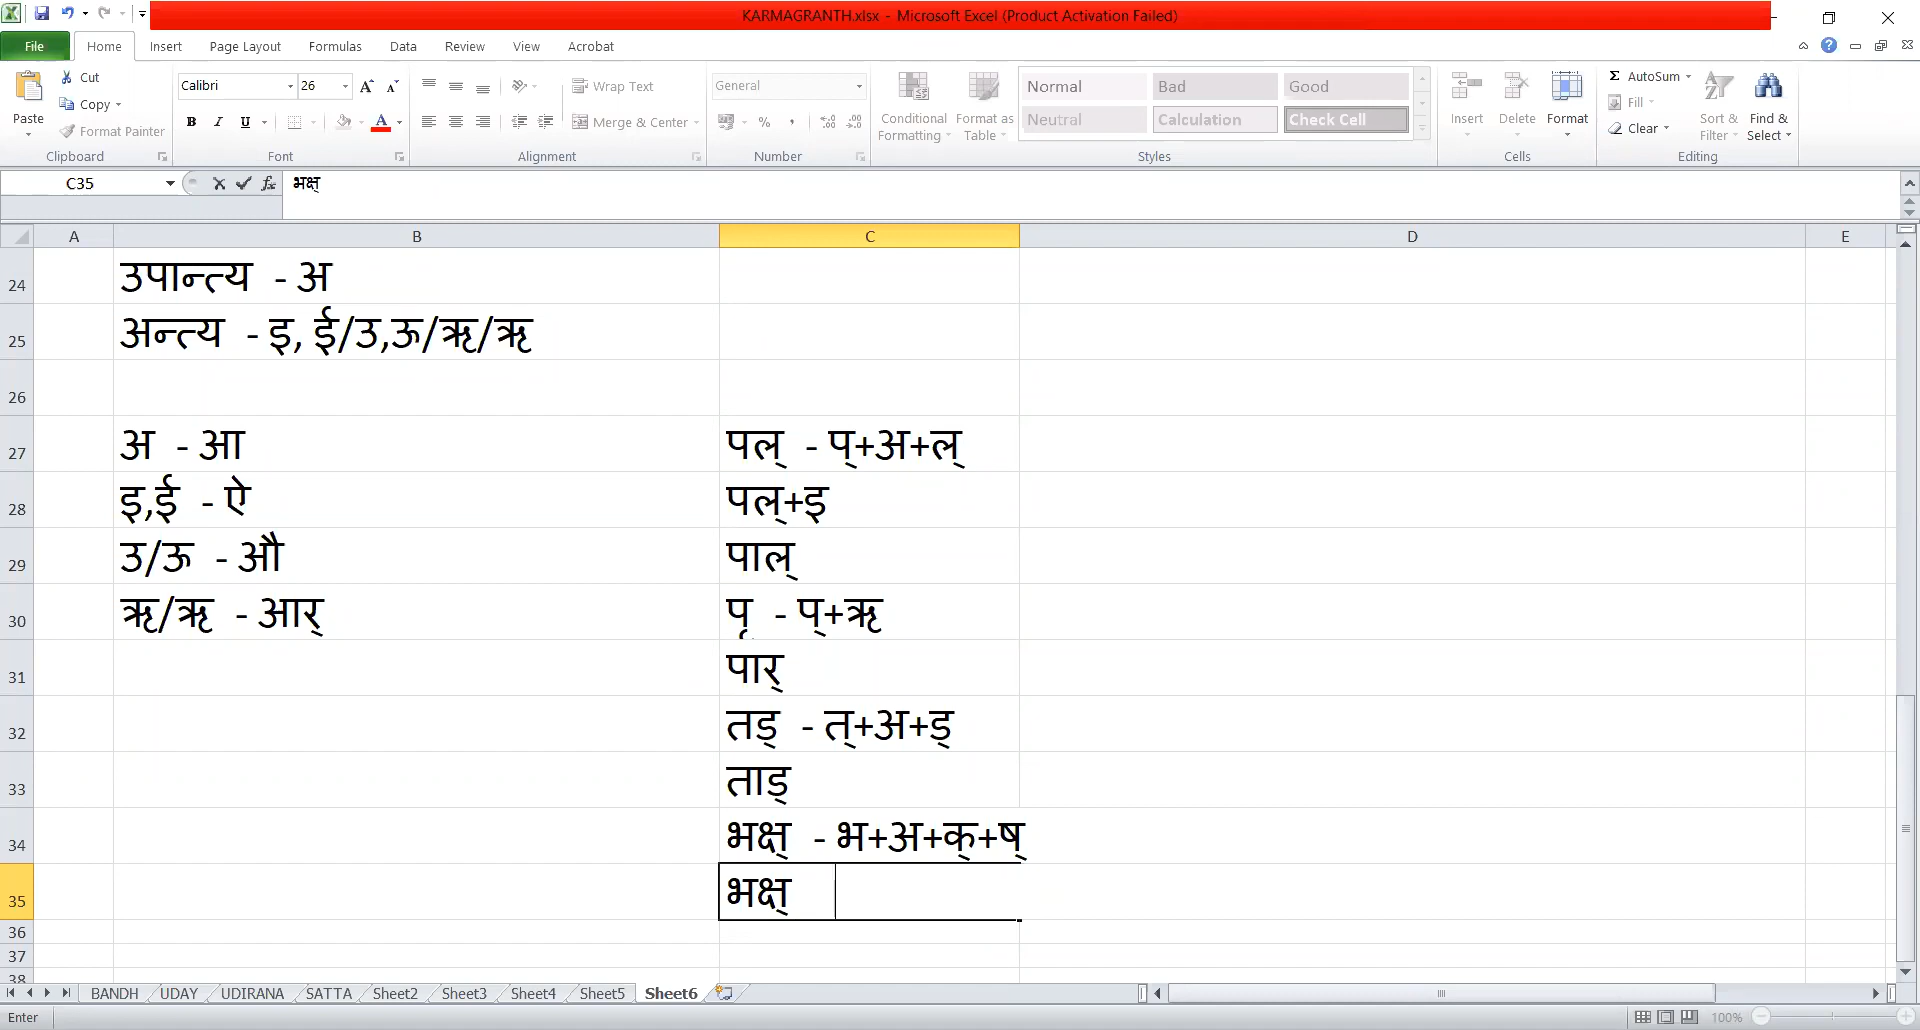 KARMAGRANTH.xlsx - Microsoft Excel (Product Activation Failed)
File Home Insert Page Layout Formulas Data Review View Acrobat
Cut
Copy
Format Painter
Paste
Calibri 26
B I U A
Wrap Text
Merge & Center
General
Conditional Formatting
Format as Table
Normal Bad Good
Neutral Calculation Check Cell
Insert Delete Format
AutoSum
Fill
Clear
Sort & Filter
Find & Select
Clipboard Font Alignment Number Styles Cells Editing
C35 fx भक्ष्
A B C D E
24 उपान्त्य - अ
25 अन्त्य - इ, ई/उ,ऊ/ऋ/ऋ
26
27 अ - आ पल् - प्+अ+ल्
28 इ,ई - ऐ पल्+इ
29 उ/ऊ - औ पाल्
30 ऋ/ऋ - आर् पृ - प्+ऋ
31 पार्
32 तड् - त्+अ+ड्
33 ताड्
34 भक्ष् - भ+अ+क्+ष्
35 भक्ष्
36
37
38
BANDH UDAY UDIRANA SATTA Sheet2 Sheet3 Sheet4 Sheet5 Sheet6
Enter 100%